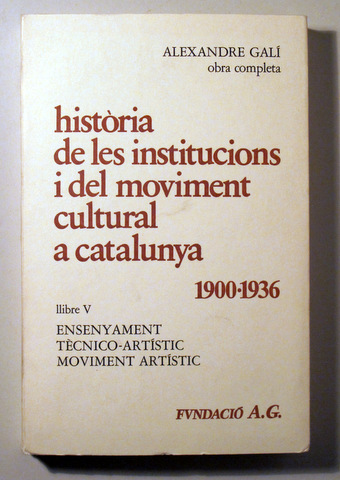 ALEXANDRE GALÍ
obra completa
història
de les institucions
i del moviment
cultural
a catalunya
1900·1936
llibre V
ENSENYAMENT
TÈCNICO-ARTÍSTIC
MOVIMENT ARTÍSTIC
FVNDACIÓ A.G.